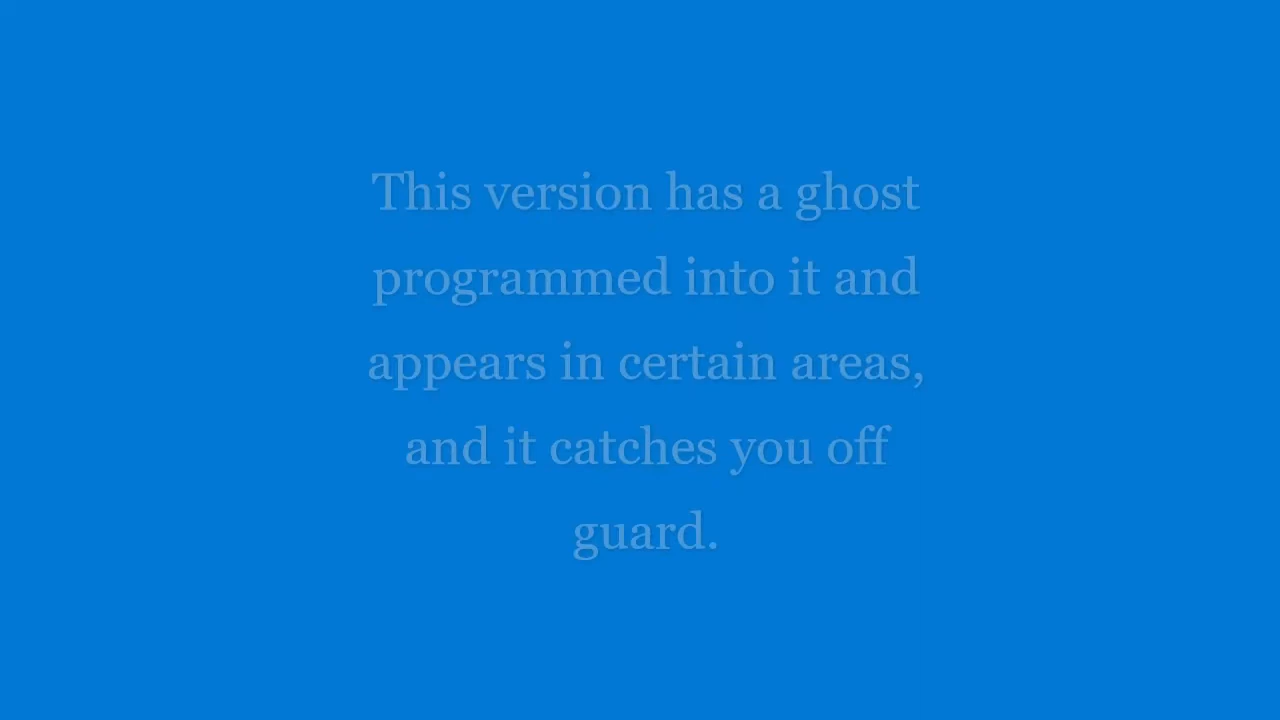 This version has a ghost
programmed into it and
appears in certain areas,
and it catches you off
guard.